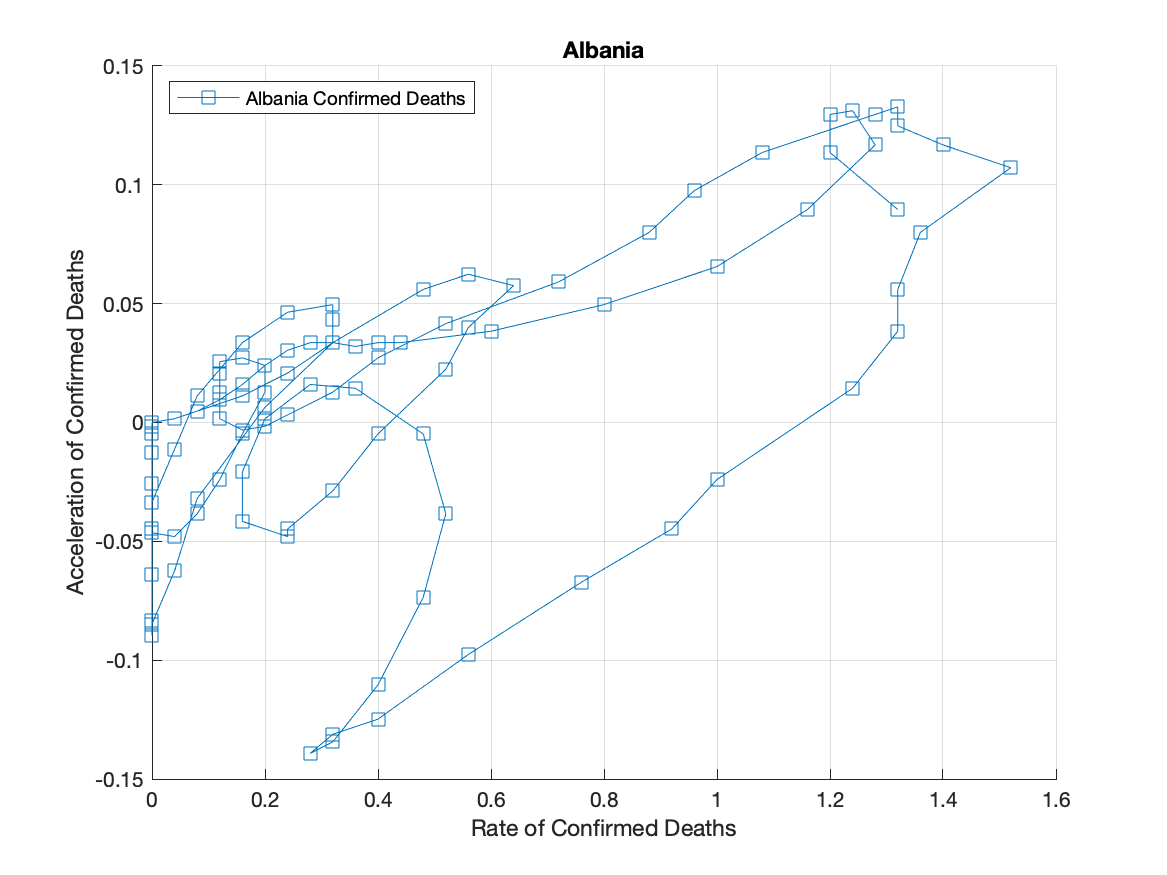 Albania
Albania Confirmed Deaths
Acceleration of Confirmed Deaths
0.15
0.1
0.05
0
-0.05
-0.1
-0.15
0 0.2 0.4 0.6 0.8 1 1.2 1.4 1.6
Rate of Confirmed Deaths